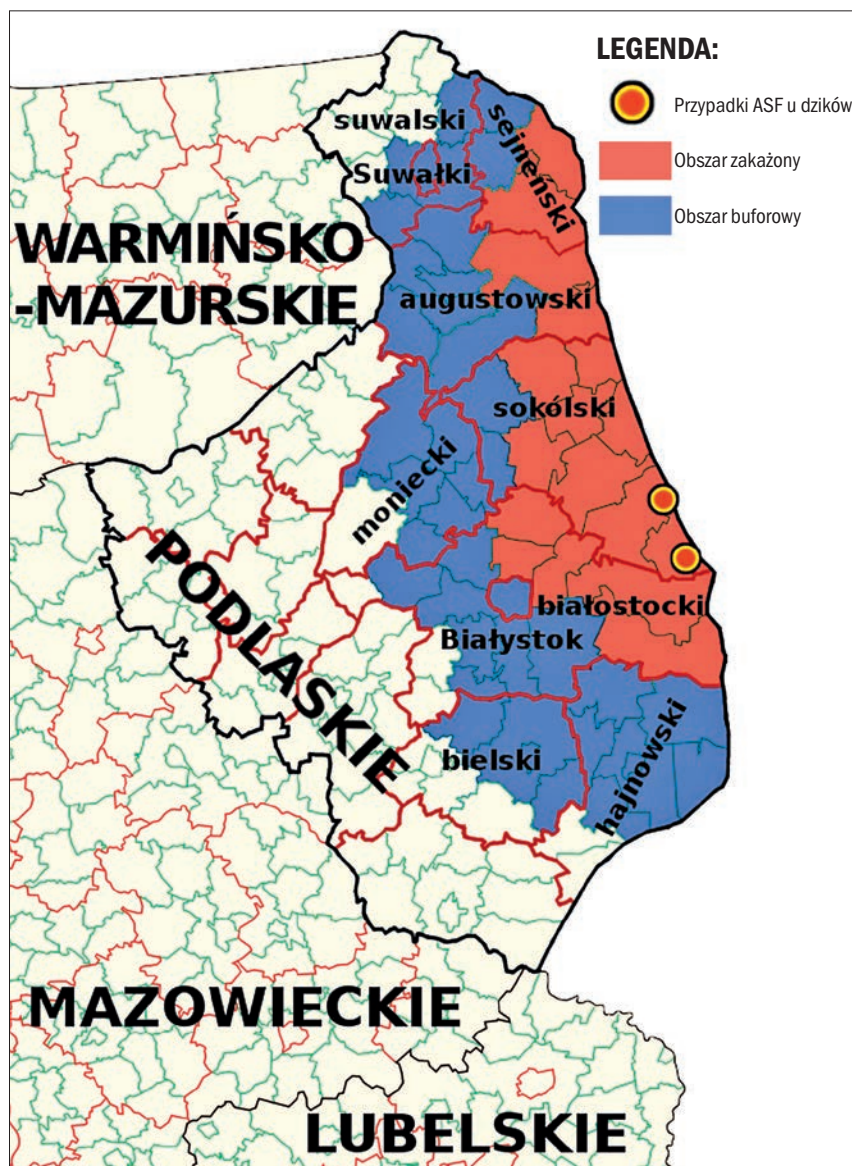 LEGENDA:
Przypadki ASF u dzików
Obszar zakażony
Obszar buforowy
suwalski
sejneński
Suwałki
WARMIŃSKO
-MAZURSKIE
augustowski
sokólski
moniecki
PODLASKIE
białostocki
Białystok
bielski
hajnowski
MAZOWIECKIE
LUBELSKIE